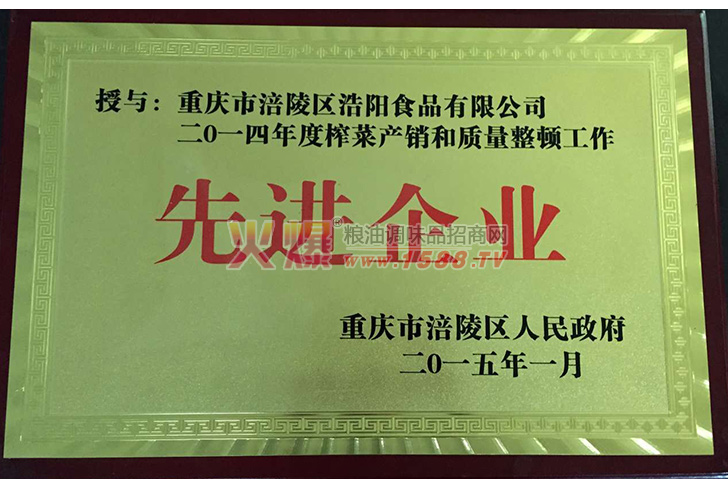 授与：重庆市涪陵区浩阳食品有限公司
二0一四年度榨菜产销和质量整顿工作
先进企业
火爆®粮油调味品招商网
www.1588.TV
重庆市涪陵区人民政府
二0一五年一月